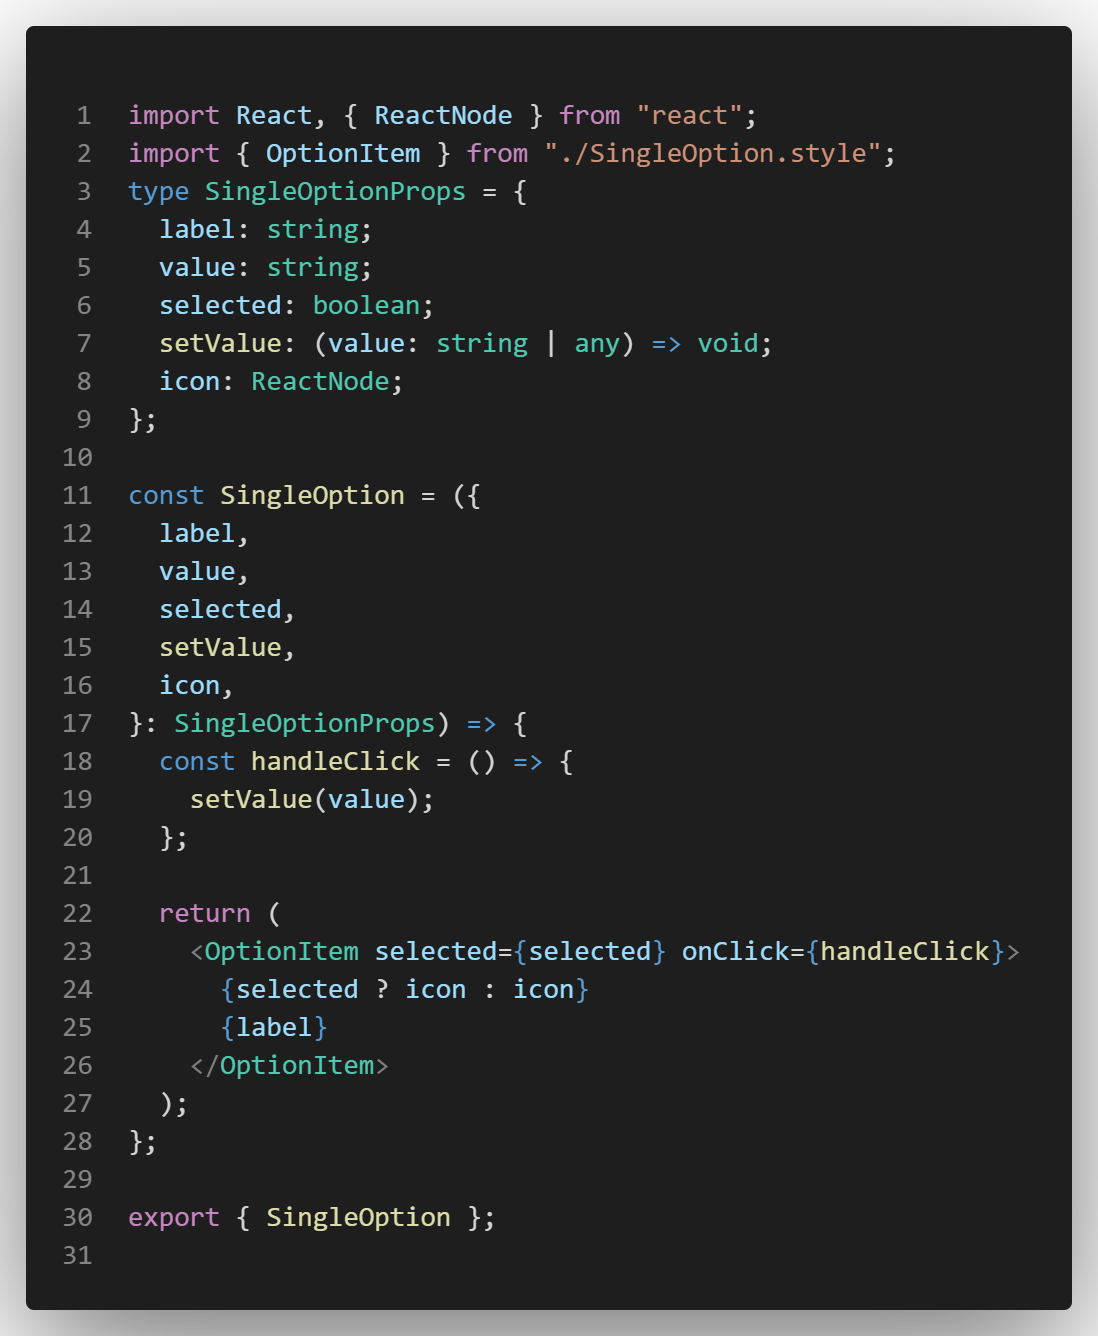 1 import React, { ReactNode } from "react";
2 import { OptionItem } from "./SingleOption.style";
3 type SingleOptionProps = {
4   label: string;
5   value: string;
6   selected: boolean;
7   setValue: (value: string | any) => void;
8   icon: ReactNode;
9 };
10
11 const SingleOption = ({
12   label,
13   value,
14   selected,
15   setValue,
16   icon,
17 }: SingleOptionProps) => {
18   const handleClick = () => {
19     setValue(value);
20   };
21
22   return (
23     <OptionItem selected={selected} onClick={handleClick}>
24       {selected ? icon : icon}
25       {label}
26     </OptionItem>
27   );
28 };
29
30 export { SingleOption };
31